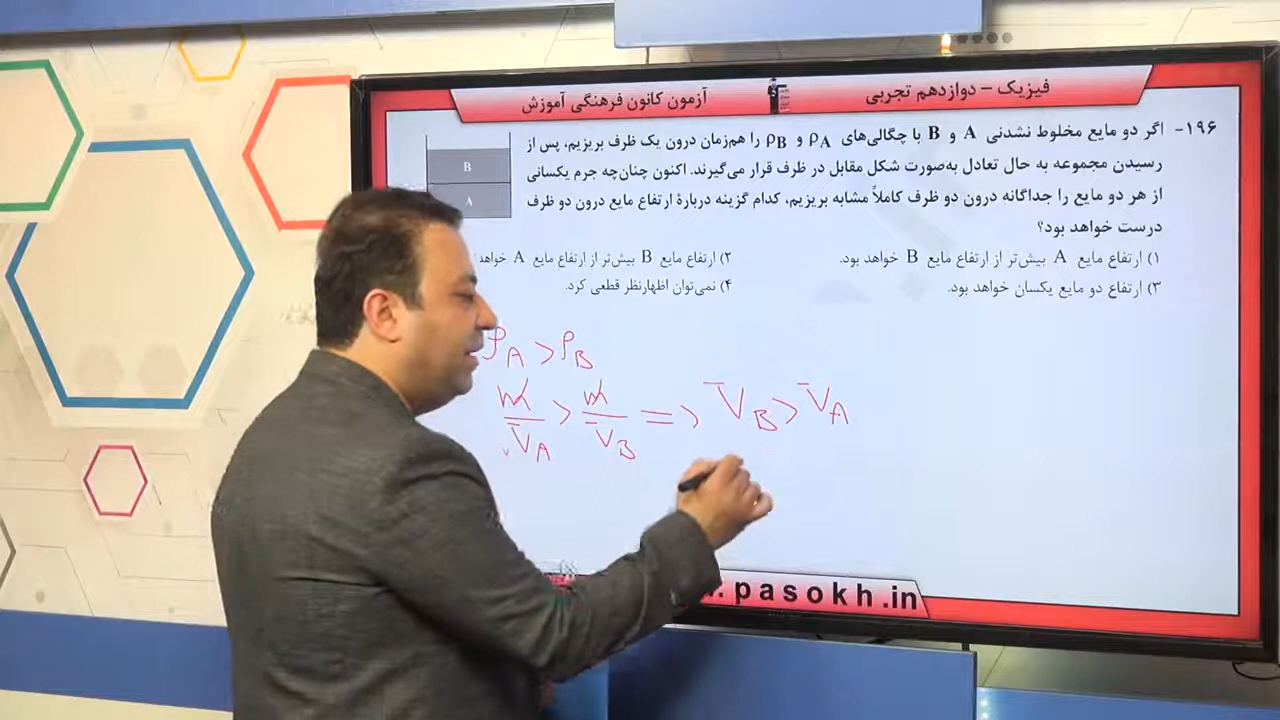 فیزیک – دوازدهم تجربی
آزمون کانون فرهنگی آموزش
۱۹۶- اگر دو مایع مخلوط نشدنی A و B با چگالی‌های ρA و ρB را هم‌زمان درون یک ظرف بریزیم، پس از
رسیدن مجموعه به حال تعادل به‌صورت شکل مقابل در ظرف قرار می‌گیرند. اکنون چنان‌چه جرم یکسانی
از هر دو مایع را جداگانه درون دو ظرف کاملاً مشابه بریزیم، کدام گزینه دربارهٔ ارتفاع مایع درون دو ظرف
درست خواهد بود؟
B
A
۱) ارتفاع مایع A بیش‌تر از ارتفاع مایع B خواهد بود.
۲) ارتفاع مایع B بیش‌تر از ارتفاع مایع A خواهد
۳) ارتفاع دو مایع یکسان خواهد بود.
۴) نمی‌توان اظهارنظر قطعی کرد.
ρA > ρB
m/VA > m/VB => VB > VA
. pasokh.in